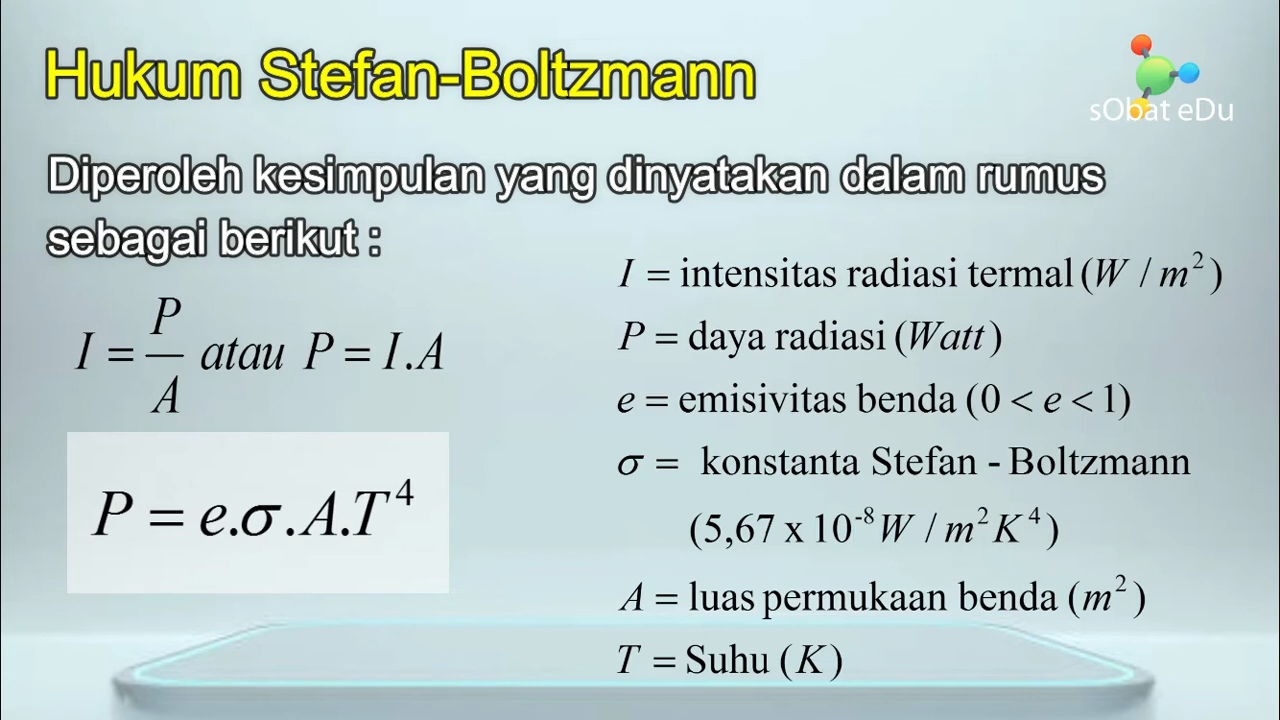 Hukum Stefan-Boltzmann
sObat eDu
Diperoleh kesimpulan yang dinyatakan dalam rumus
sebagai berikut :
I = P/A atau P = I.A
P = e.σ.A.T⁴
I = intensitas radiasi termal (W / m²)
P = daya radiasi (Watt)
e = emisivitas benda (0 < e < 1)
σ = konstanta Stefan - Boltzmann
(5,67 x 10⁻⁸ W / m² K⁴)
A = luas permukaan benda (m²)
T = Suhu (K)